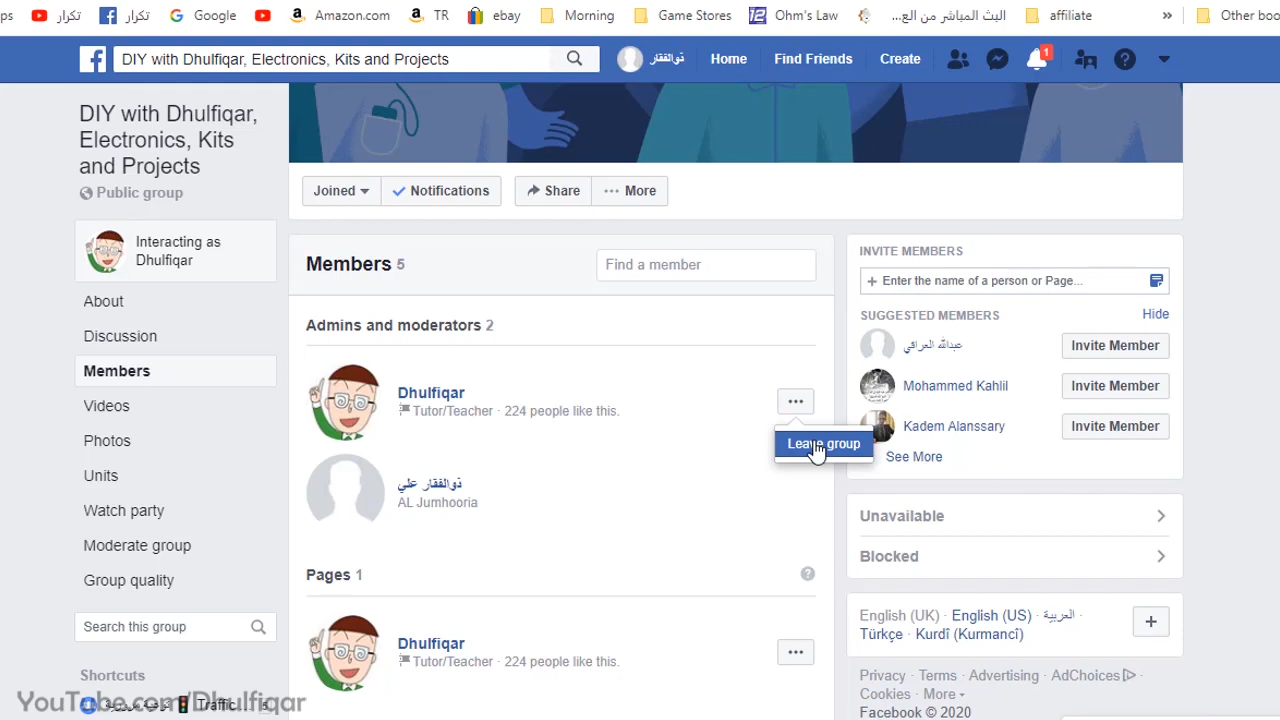 ps
تكرار
تكرار
Google
Amazon.com
TR
ebay
Morning
Game Stores
12
Ohm's Law
البث المباشر من الع...
affiliate
»
Other boo
f
DIY with Dhulfiqar, Electronics, Kits and Projects
ذوالفقار
Home
Find Friends
Create
1
DIY with Dhulfiqar,
Electronics, Kits
and Projects
Public group
Interacting as
Dhulfiqar
About
Discussion
Members
Videos
Photos
Units
Watch party
Moderate group
Group quality
Search this group
Shortcuts
Joined
Notifications
Share
More
Members 5
Find a member
Admins and moderators 2
Dhulfiqar
Tutor/Teacher · 224 people like this.
Leave group
ذوالفقار علي
AL Jumhooria
Pages 1
Dhulfiqar
Tutor/Teacher · 224 people like this.
INVITE MEMBERS
+ Enter the name of a person or Page...
SUGGESTED MEMBERS
Hide
عبدالله العراقي
Invite Member
Mohammed Kahlil
Invite Member
Kadem Alanssary
Invite Member
See More
Unavailable
Blocked
English (UK) · English (US) · العربية ·
Türkçe · Kurdî (Kurmancî)
+
Privacy · Terms · Advertising · AdChoices ·
Cookies · More
Facebook © 2020
YouTube.com/Dhulfiqar
Traffic...